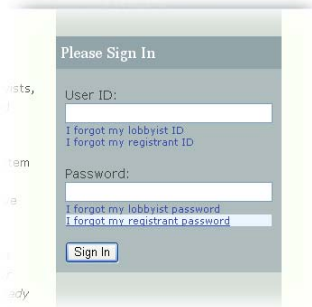 Please Sign In
User ID:
I forgot my lobbyist ID
I forgot my registrant ID
Password:
I forgot my lobbyist password
I forgot my registrant password
Sign In